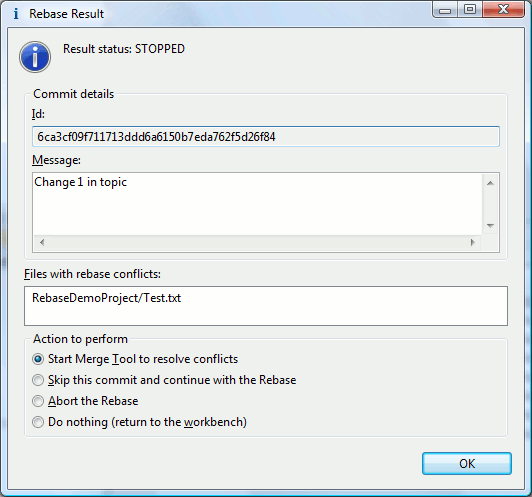 Rebase Result
Result status: STOPPED
Commit details
Id:
6ca3cf09f711713ddd6a6150b7eda762f5d26f84
Message:
Change 1 in topic
Files with rebase conflicts:
RebaseDemoProject/Test.txt
Action to perform
Start Merge Tool to resolve conflicts
Skip this commit and continue with the Rebase
Abort the Rebase
Do nothing (return to the workbench)
OK